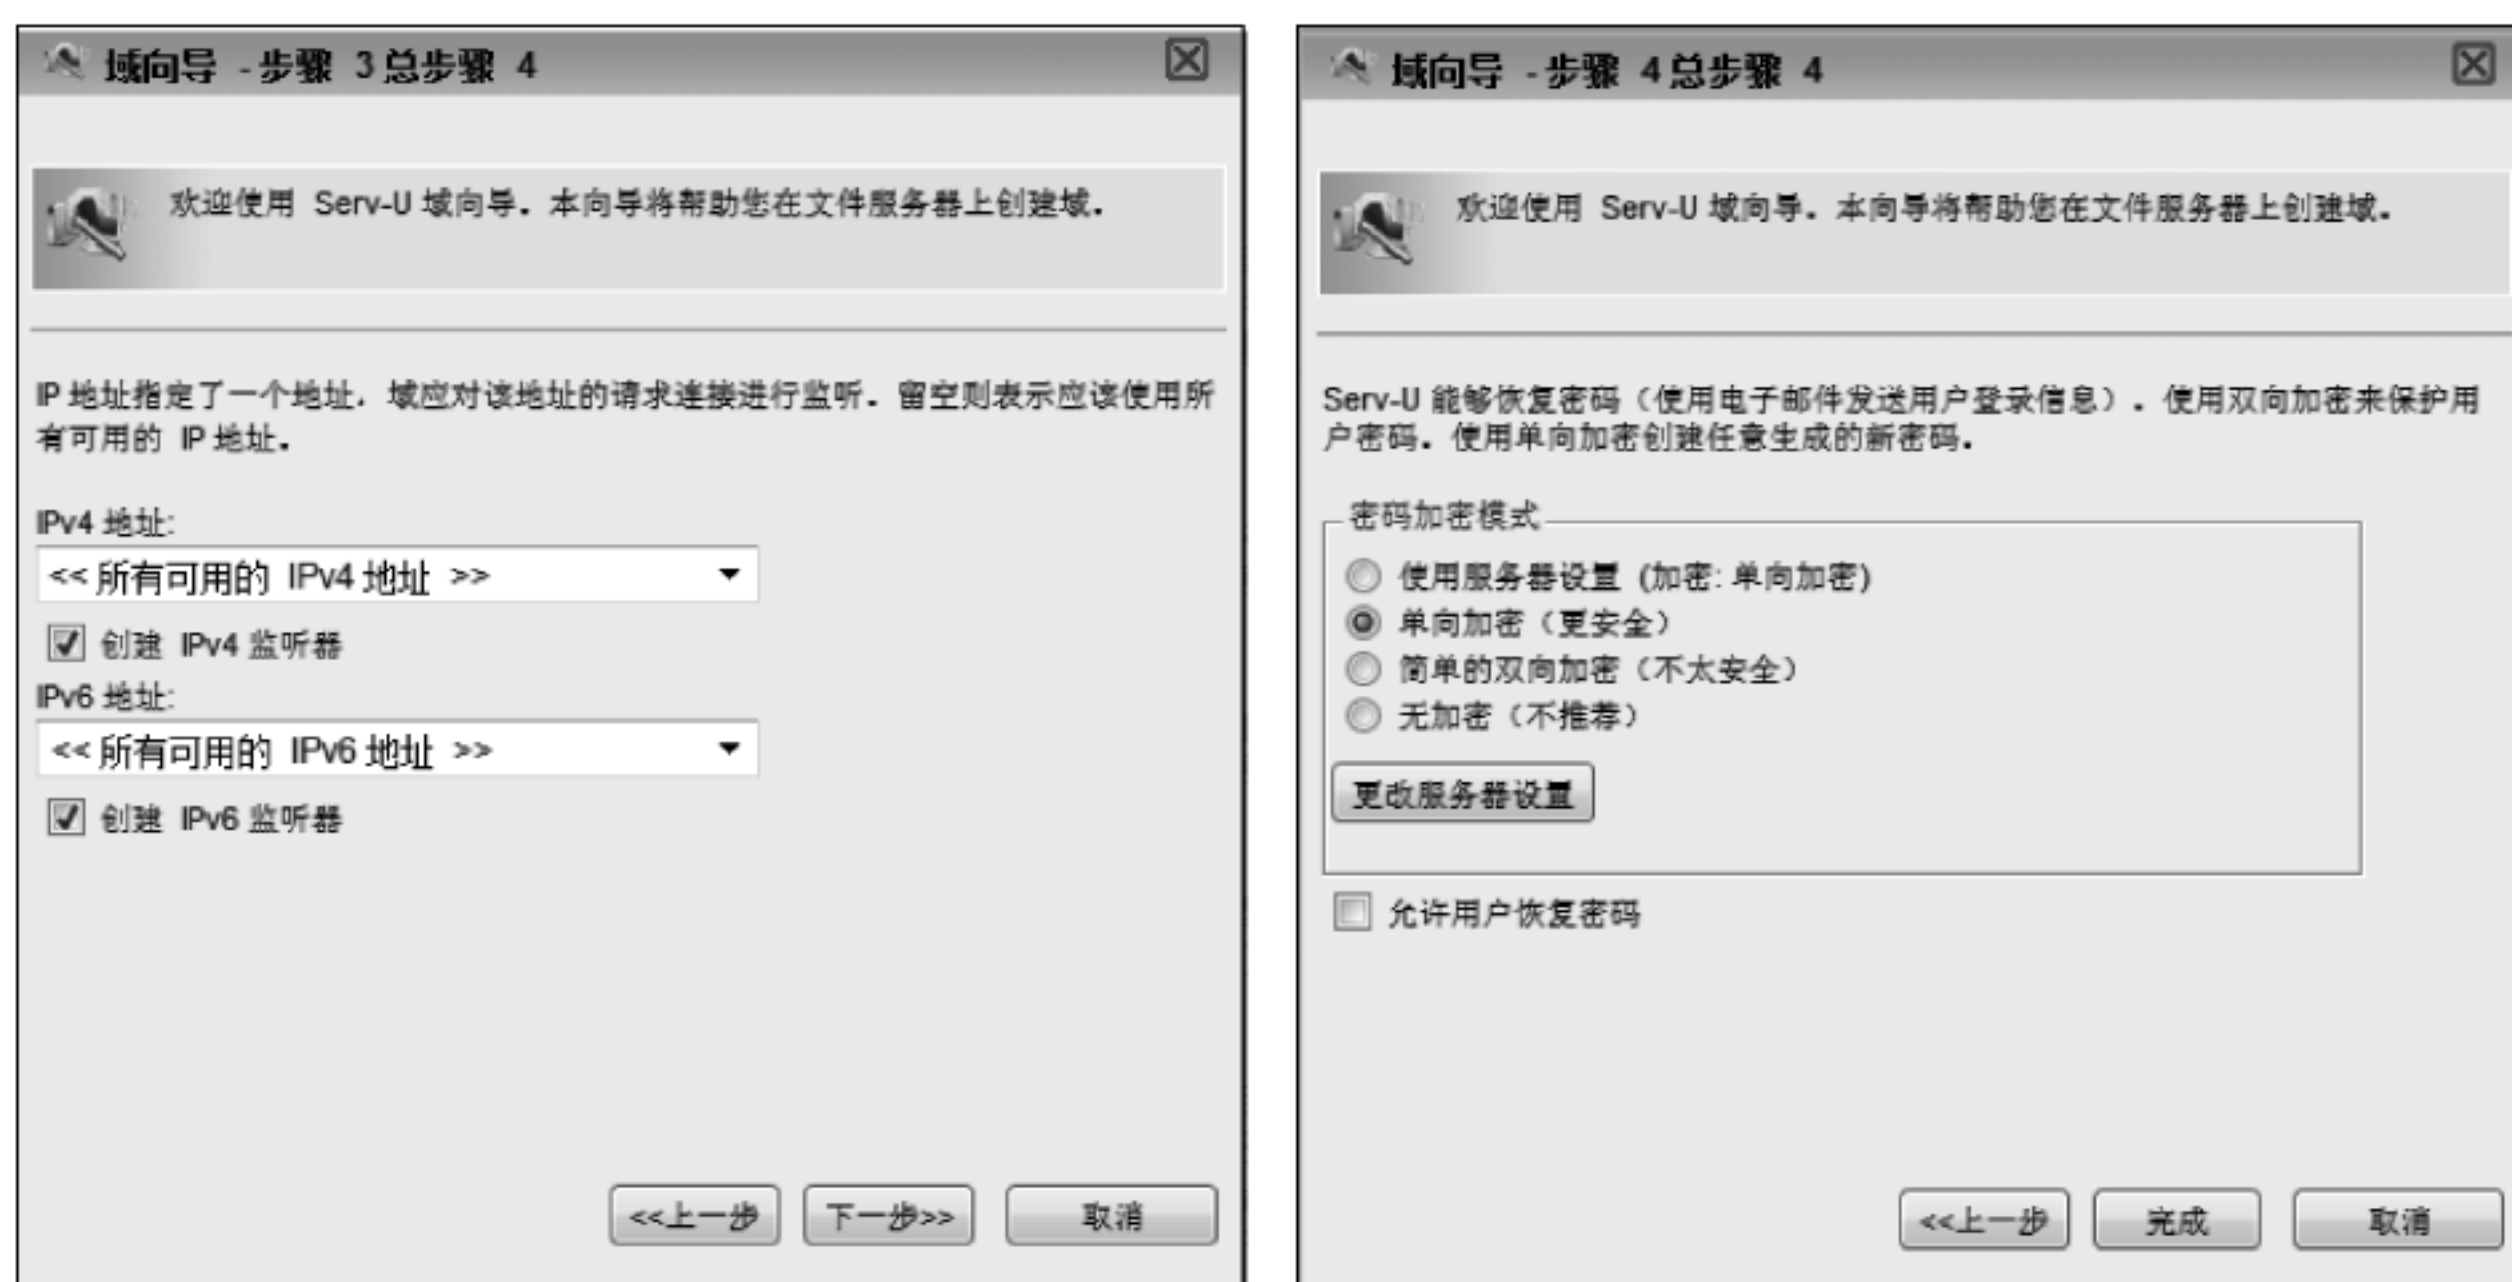 域向导 -步骤 3总步骤 4
欢迎使用 Serv-U 域向导．本向导将帮助您在文件服务器上创建域．
IP 地址指定了一个地址，域应对该地址的请求连接进行监听．留空则表示应该使用所
有可用的 IP 地址．
IPv4 地址:
<< 所有可用的 IPv4 地址 >>
创建 IPv4 监听器
IPv6 地址:
<< 所有可用的 IPv6 地址 >>
创建 IPv6 监听器
<<上一步
下一步>>
取消
域向导 -步骤 4总步骤 4
欢迎使用 Serv-U 域向导．本向导将帮助您在文件服务器上创建域．
Serv-U 能够恢复密码（使用电子邮件发送用户登录信息）．使用双向加密来保护用
户密码．使用单向加密创建任意生成的新密码．
密码加密模式
使用服务器设置 (加密: 单向加密)
单向加密（更安全）
简单的双向加密（不太安全）
无加密（不推荐）
更改服务器设置
允许用户恢复密码
<<上一步
完成
取消